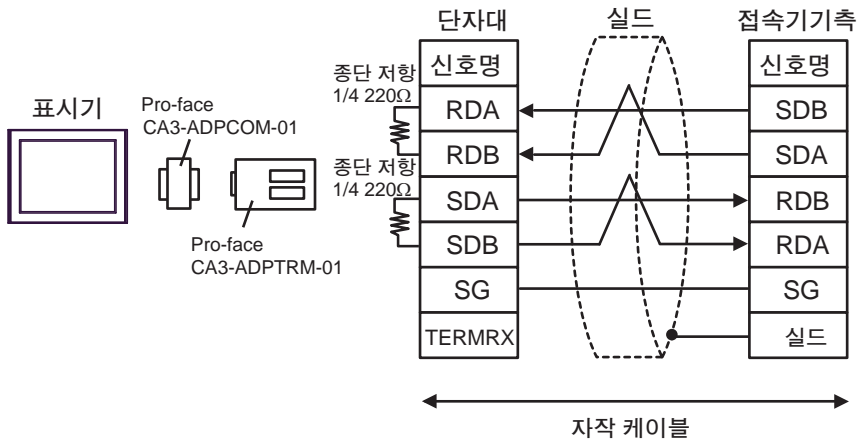 단자대
실드
접속기기측
표시기
Pro-face
CA3-ADPCOM-01
Pro-face
CA3-ADPTRM-01
종단 저항
1/4 220Ω
종단 저항
1/4 220Ω
신호명
RDA
RDB
SDA
SDB
SG
TERMRX
신호명
SDB
SDA
RDB
RDA
SG
실드
자작 케이블